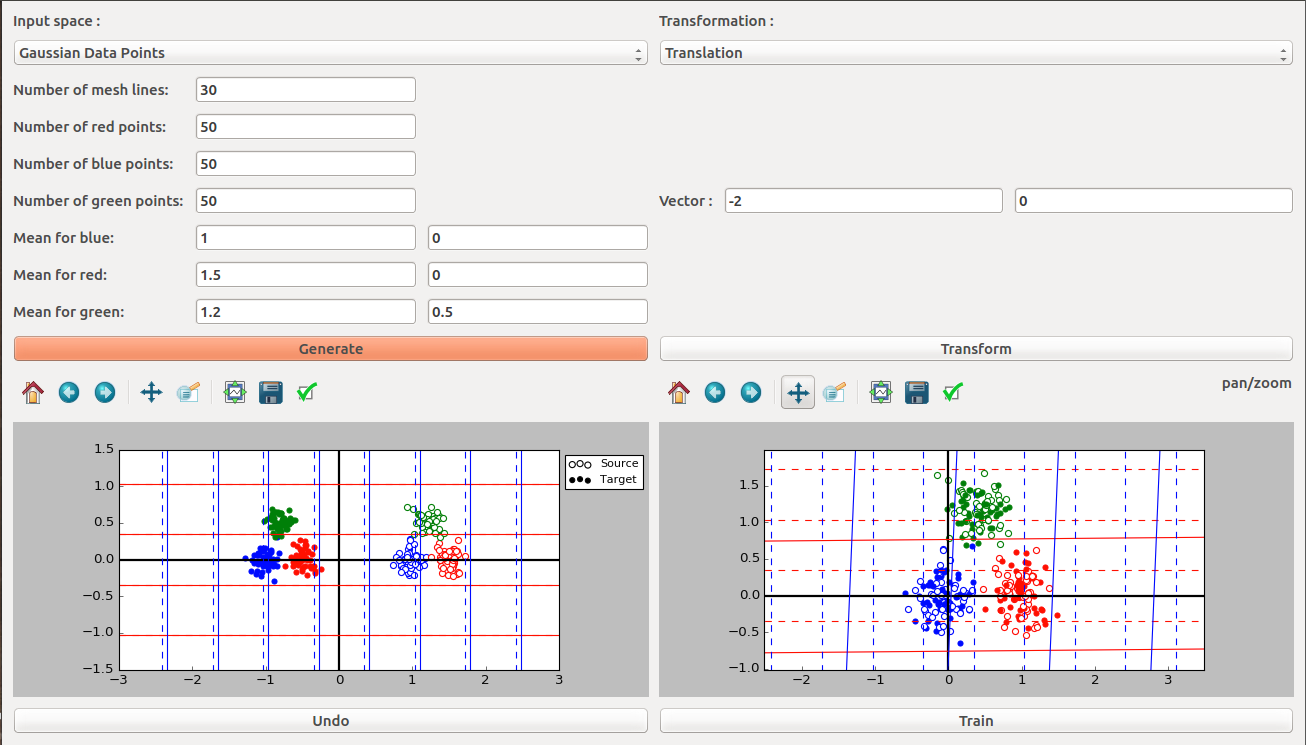 Input space :
Transformation :
Gaussian Data Points
Translation
Number of mesh lines:
30
Number of red points:
50
Number of blue points:
50
Number of green points:
50
Vector :
-2
0
Mean for blue:
1
0
Mean for red:
1.5
0
Mean for green:
1.2
0.5
Generate
Transform
pan/zoom
1.5
1.0
0.5
0.0
−0.5
−1.0
−1.5
−3
−2
−1
0
1
2
3
Source
Target
1.5
1.0
0.5
0.0
−0.5
−1.0
−2
−1
0
1
2
3
Undo
Train